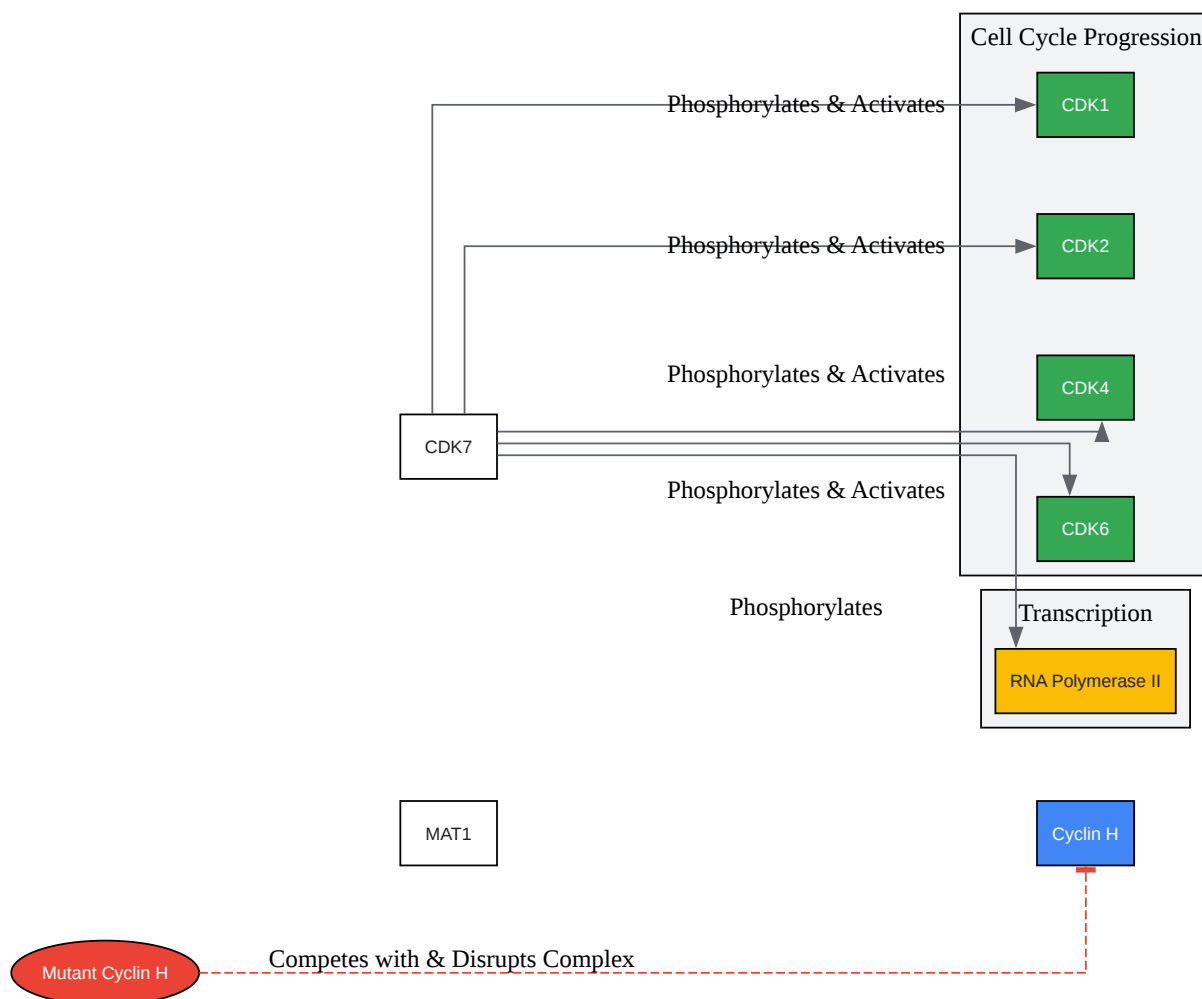 Cell Cycle Progression
Phosphorylates & Activates
CDK1
Phosphorylates & Activates
CDK2
Phosphorylates & Activates
CDK4
CDK7
Phosphorylates & Activates
CDK6
Phosphorylates
Transcription
RNA Polymerase II
MAT1
Cyclin H
Competes with & Disrupts Complex
Mutant Cyclin H